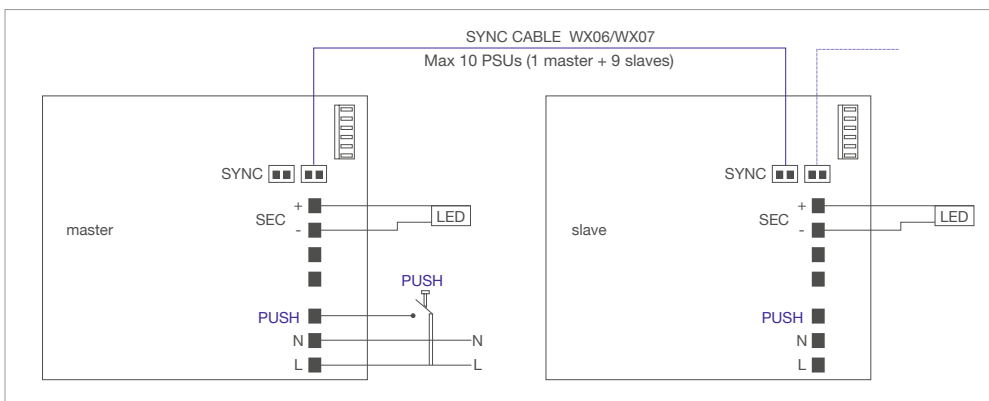 SYNC CABLE WX06/WX07
Max 10 PSUs (1 master + 9 slaves)
SYNC
+
SEC
-
LED
master
PUSH
PUSH
N
N
L
L
SYNC
+
SEC
-
LED
slave
PUSH
N
L